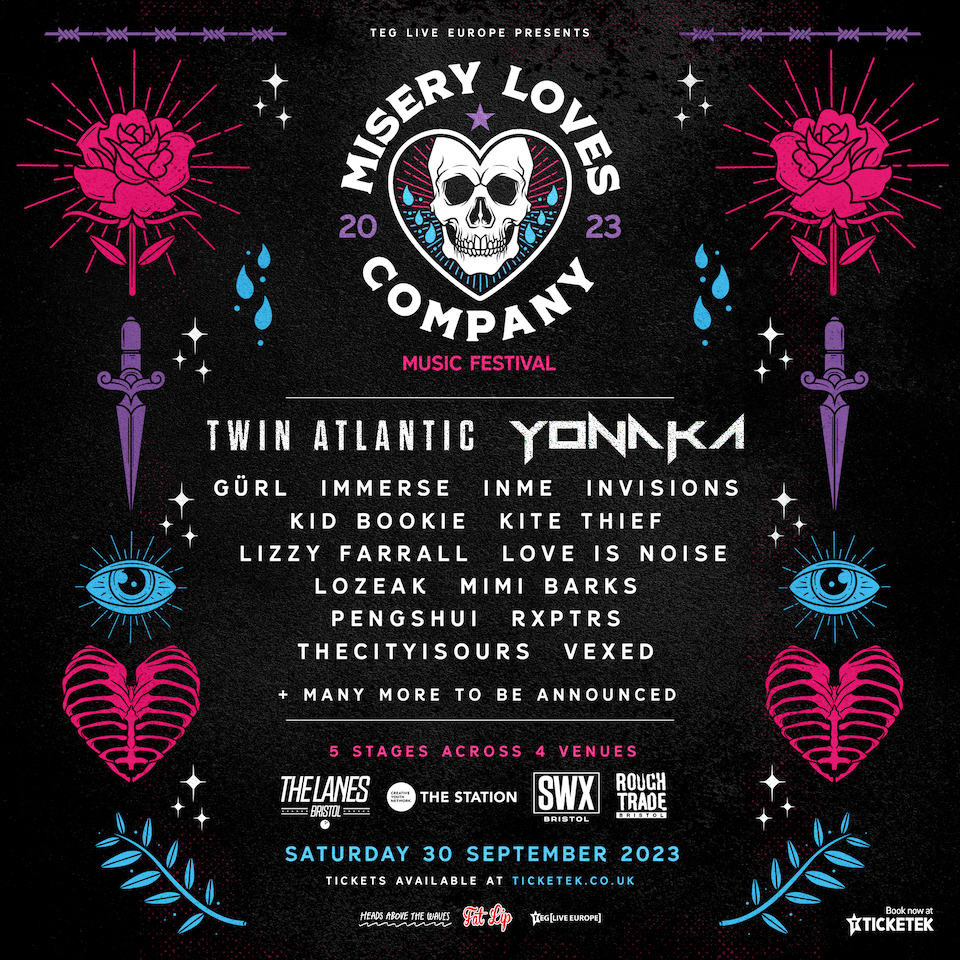 TEG LIVE EUROPE PRESENTS
MISERY LOVES
20 23
COMPANY
MUSIC FESTIVAL
TWIN ATLANTIC YONAKA
GÜRL IMMERSE INME INVISIONS
KID BOOKIE KITE THIEF
LIZZY FARRALL LOVE IS NOISE
LOZEAK MIMI BARKS
PENGSHUI RXPTRS
THECITYISOURS VEXED
+ MANY MORE TO BE ANNOUNCED
5 STAGES ACROSS 4 VENUES
THE LANES
BRISTOL
CREATIVE
YOUTH
NETWORK
THE STATION
SWX
BRISTOL
ROUGH
TRADE
BRISTOL
SATURDAY 30 SEPTEMBER 2023
TICKETS AVAILABLE AT TICKETEK.CO.UK
HEADS ABOVE THE WAVES Fat Lip TEG[LIVE EUROPE]
Book now at
TICKETEK